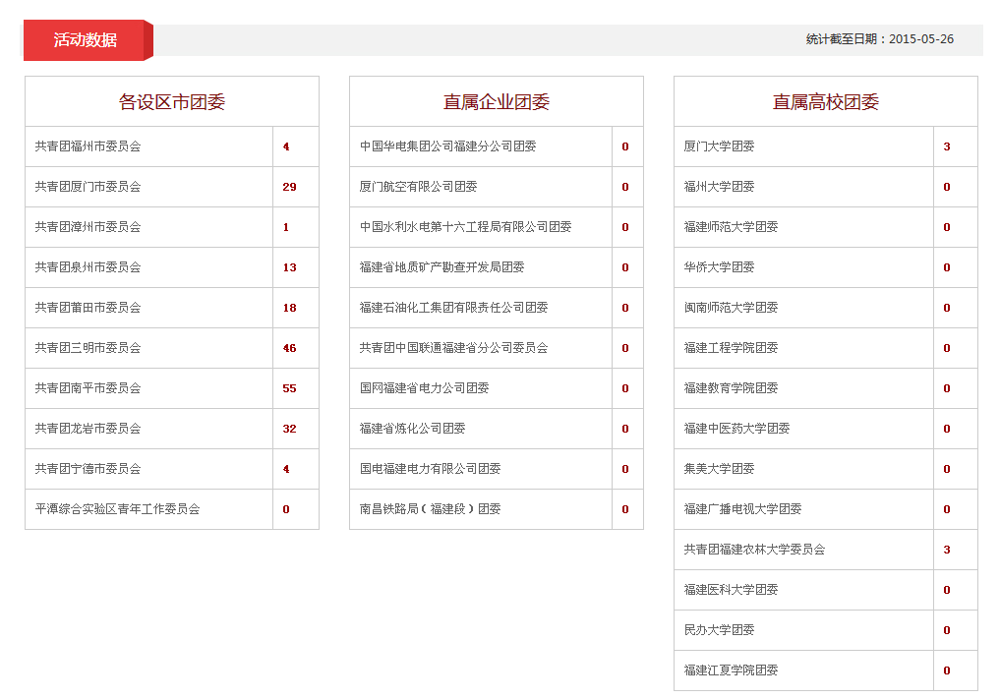 活动数据
统计截至日期：2015-05-26
各设区市团委
共青团福州市委员会 4
共青团厦门市委员会 29
共青团漳州市委员会 1
共青团泉州市委员会 13
共青团莆田市委员会 18
共青团三明市委员会 46
共青团南平市委员会 55
共青团龙岩市委员会 32
共青团宁德市委员会 4
平潭综合实验区青年工作委员会 0
直属企业团委
中国华电集团公司福建分公司团委 0
厦门航空有限公司团委 0
中国水利水电第十六工程局有限公司团委 0
福建省地质矿产勘查开发局团委 0
福建石油化工集团有限责任公司团委 0
共青团中国联通福建省分公司委员会 0
国网福建省电力公司团委 0
福建省炼化公司团委 0
国电福建电力有限公司团委 0
南昌铁路局（福建段）团委 0
直属高校团委
厦门大学团委 3
福州大学团委 0
福建师范大学团委 0
华侨大学团委 0
闽南师范大学团委 0
福建工程学院团委 0
福建教育学院团委 0
福建中医药大学团委 0
集美大学团委 0
福建广播电视大学团委 0
共青团福建农林大学委员会 3
福建医科大学团委 0
民办大学团委 0
福建江夏学院团委 0